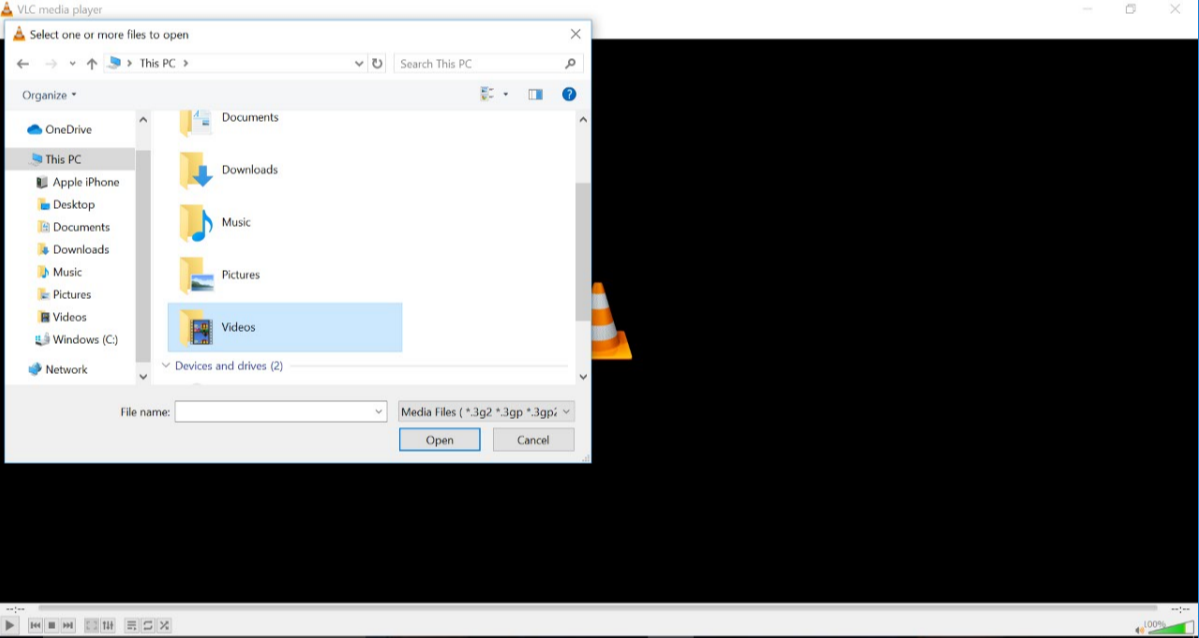 VLC media player
Select one or more files to open
This PC
Search This PC
Organize
OneDrive
This PC
Apple iPhone
Desktop
Documents
Downloads
Music
Pictures
Videos
Windows (C:)
Network
Documents
Downloads
Music
Pictures
Videos
Devices and drives (2)
File name:
Media Files ( *.3g2 *.3gp *.3gp2
Open
Cancel
--:--
--:--
100%